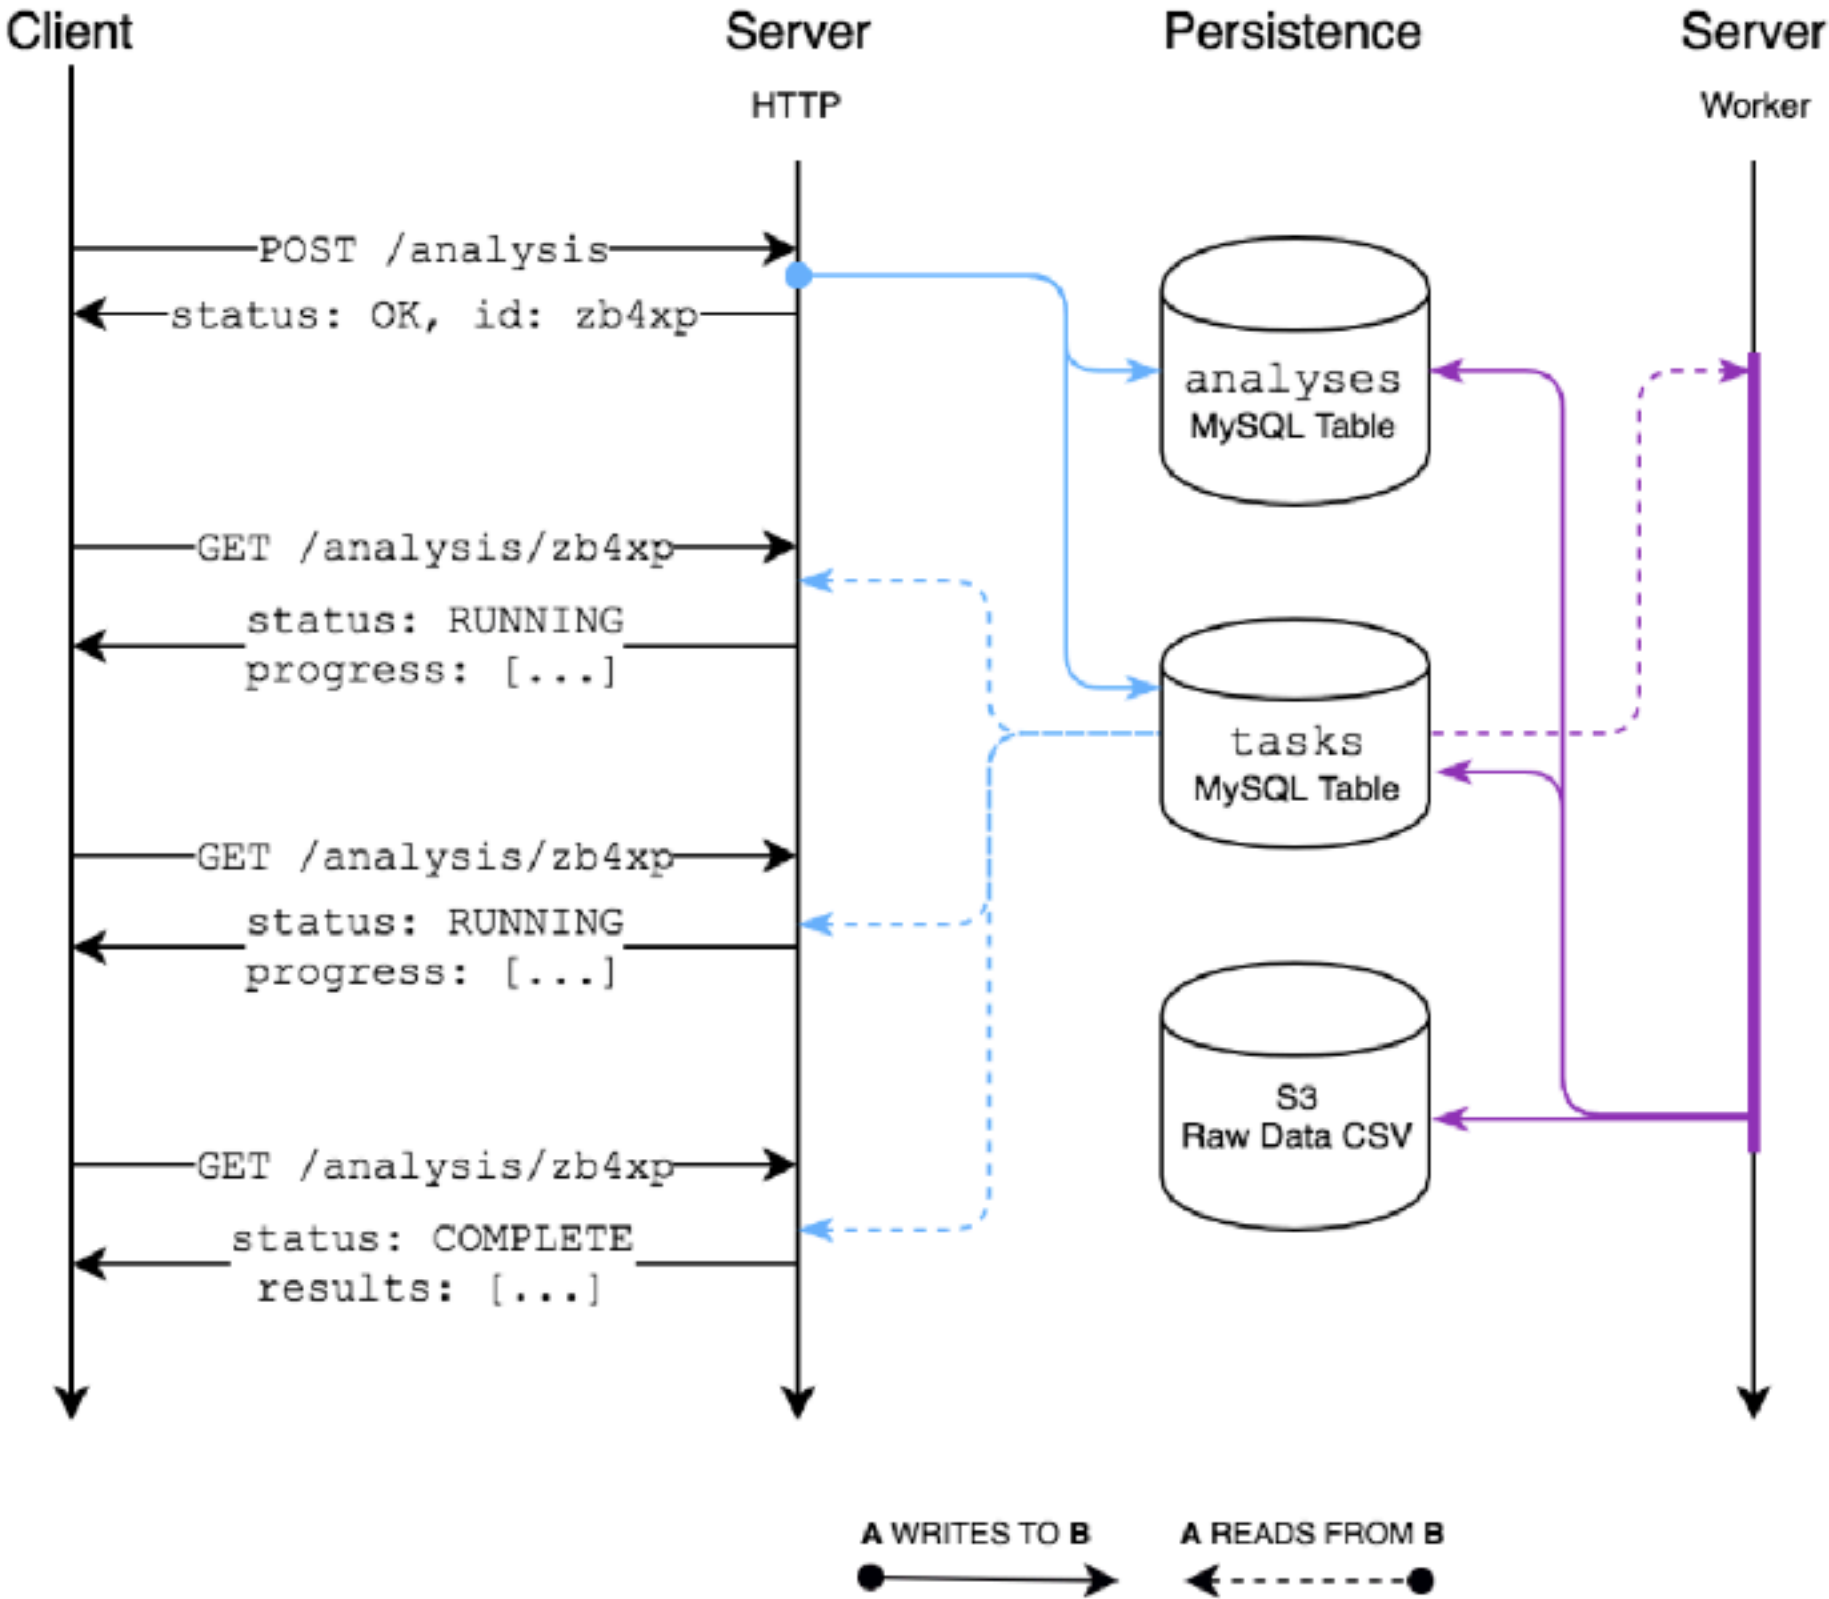 Client
Server
Persistence
Server
HTTP
Worker
POST /analysis
status: OK, id: zb4xp
analyses
MySQL Table
GET /analysis/zb4xp
status: RUNNING
progress: [...]
tasks
MySQL Table
GET /analysis/zb4xp
status: RUNNING
progress: [...]
S3
Raw Data CSV
GET /analysis/zb4xp
status: COMPLETE
results: [...]
A WRITES TO B
A READS FROM B